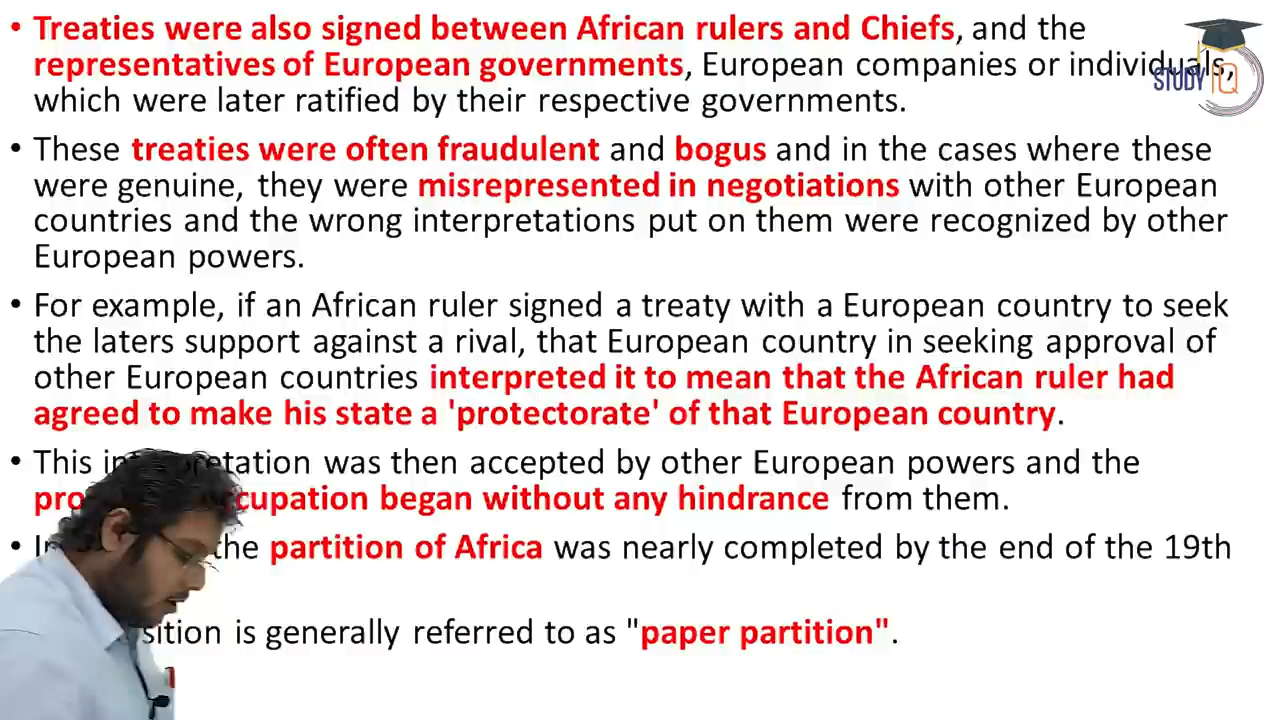 • Treaties were also signed between African rulers and Chiefs, and the
representatives of European governments, European companies or individuals,
which were later ratified by their respective governments.
• These treaties were often fraudulent and bogus and in the cases where these
were genuine, they were misrepresented in negotiations with other European
countries and the wrong interpretations put on them were recognized by other
European powers.
• For example, if an African ruler signed a treaty with a European country to seek
the laters support against a rival, that European country in seeking approval of
other European countries interpreted it to mean that the African ruler had
agreed to make his state a 'protectorate' of that European country.
• This interpretation was then accepted by other European powers and the
began without any hindrance from them.
• the partition of Africa was nearly completed by the end of the 19th
is generally referred to as "paper partition".
STUDY IQ